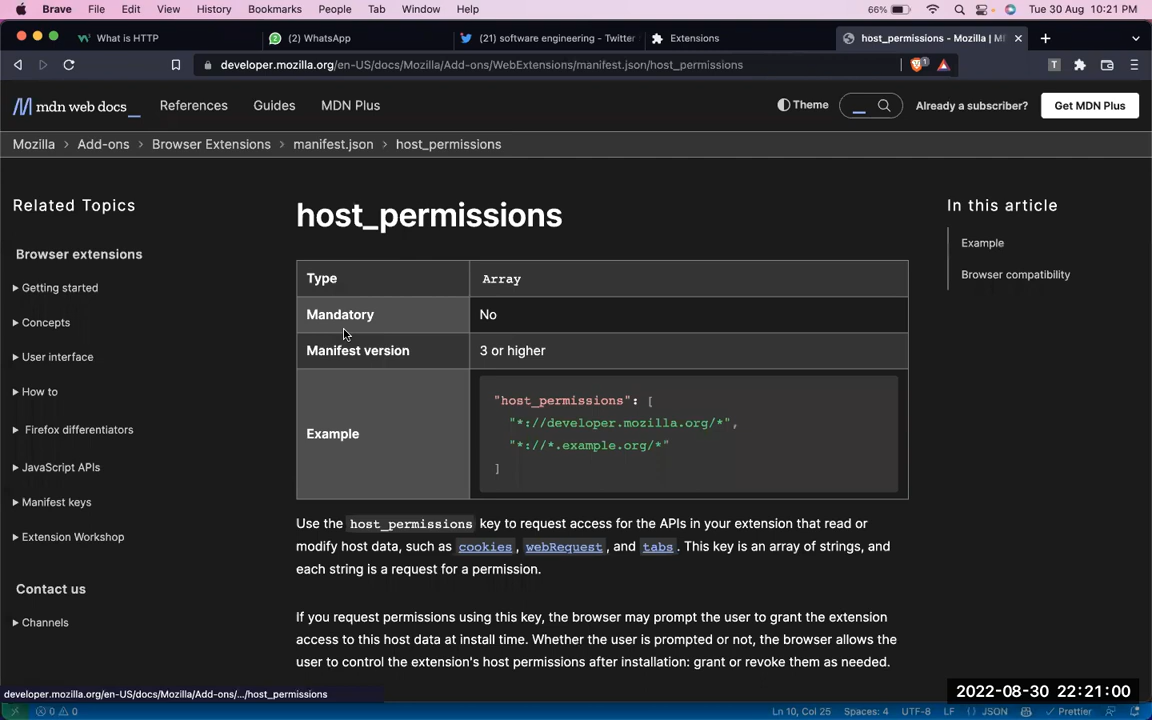 Brave File Edit View History Bookmarks People Tab Window Help 66% Tue 30 Aug 10:21 PM
What is HTTP (2) WhatsApp (21) software engineering - Twitter Extensions host_permissions - Mozilla | M
developer.mozilla.org/en-US/docs/Mozilla/Add-ons/WebExtensions/manifest.json/host_permissions 1 T
mdn web docs_ References Guides MDN Plus Theme Already a subscriber? Get MDN Plus
Mozilla > Add-ons > Browser Extensions > manifest.json > host_permissions
Related Topics
Browser extensions
Getting started
Concepts
User interface
How to
Firefox differentiators
JavaScript APIs
Manifest keys
Extension Workshop
Contact us
Channels
host_permissions
Type Array
Mandatory No
Manifest version 3 or higher
Example
"host_permissions": [
"*://developer.mozilla.org/*",
"*://*.example.org/*"
]
Use the host_permissions key to request access for the APIs in your extension that read or
modify host data, such as cookies, webRequest, and tabs. This key is an array of strings, and
each string is a request for a permission.
If you request permissions using this key, the browser may prompt the user to grant the extension
access to this host data at install time. Whether the user is prompted or not, the browser allows the
user to control the extension's host permissions after installation: grant or revoke them as needed.
In this article
Example
Browser compatibility
developer.mozilla.org/en-US/docs/Mozilla/Add-ons/.../host_permissions
2022-08-30 22:21:00
0 0 Ln 10, Col 25 Spaces: 4 UTF-8 LF {} JSON Prettier